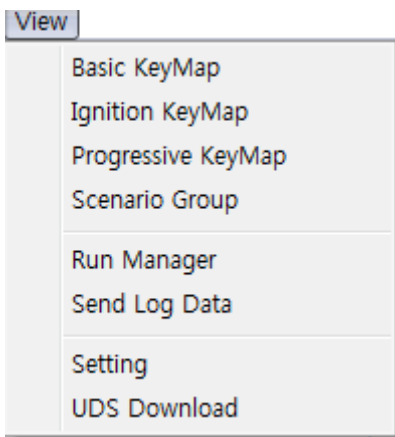 View
Basic KeyMap
Ignition KeyMap
Progressive KeyMap
Scenario Group
Run Manager
Send Log Data
Setting
UDS Download